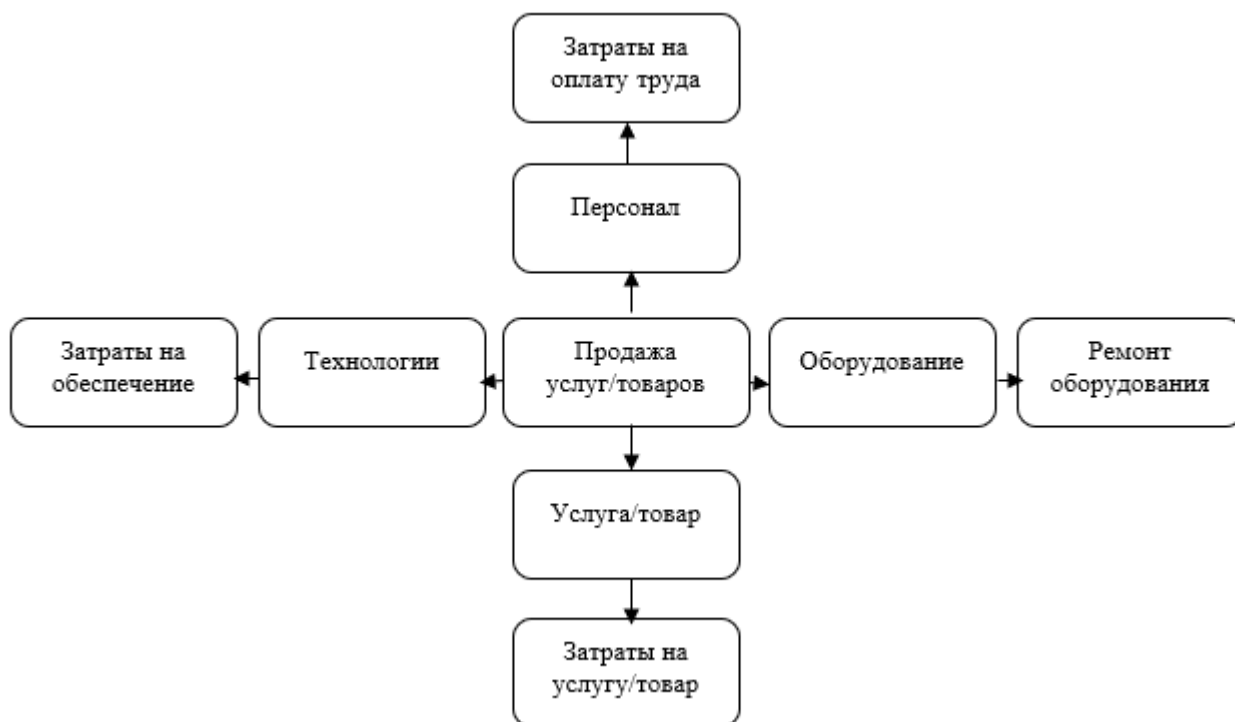 Затраты на
оплату труда
Персонал
Затраты на
обеспечение
Технологии
Продажа
услуг/товаров
Оборудование
Ремонт
оборудования
Услуга/товар
Затраты на
услугу/товар